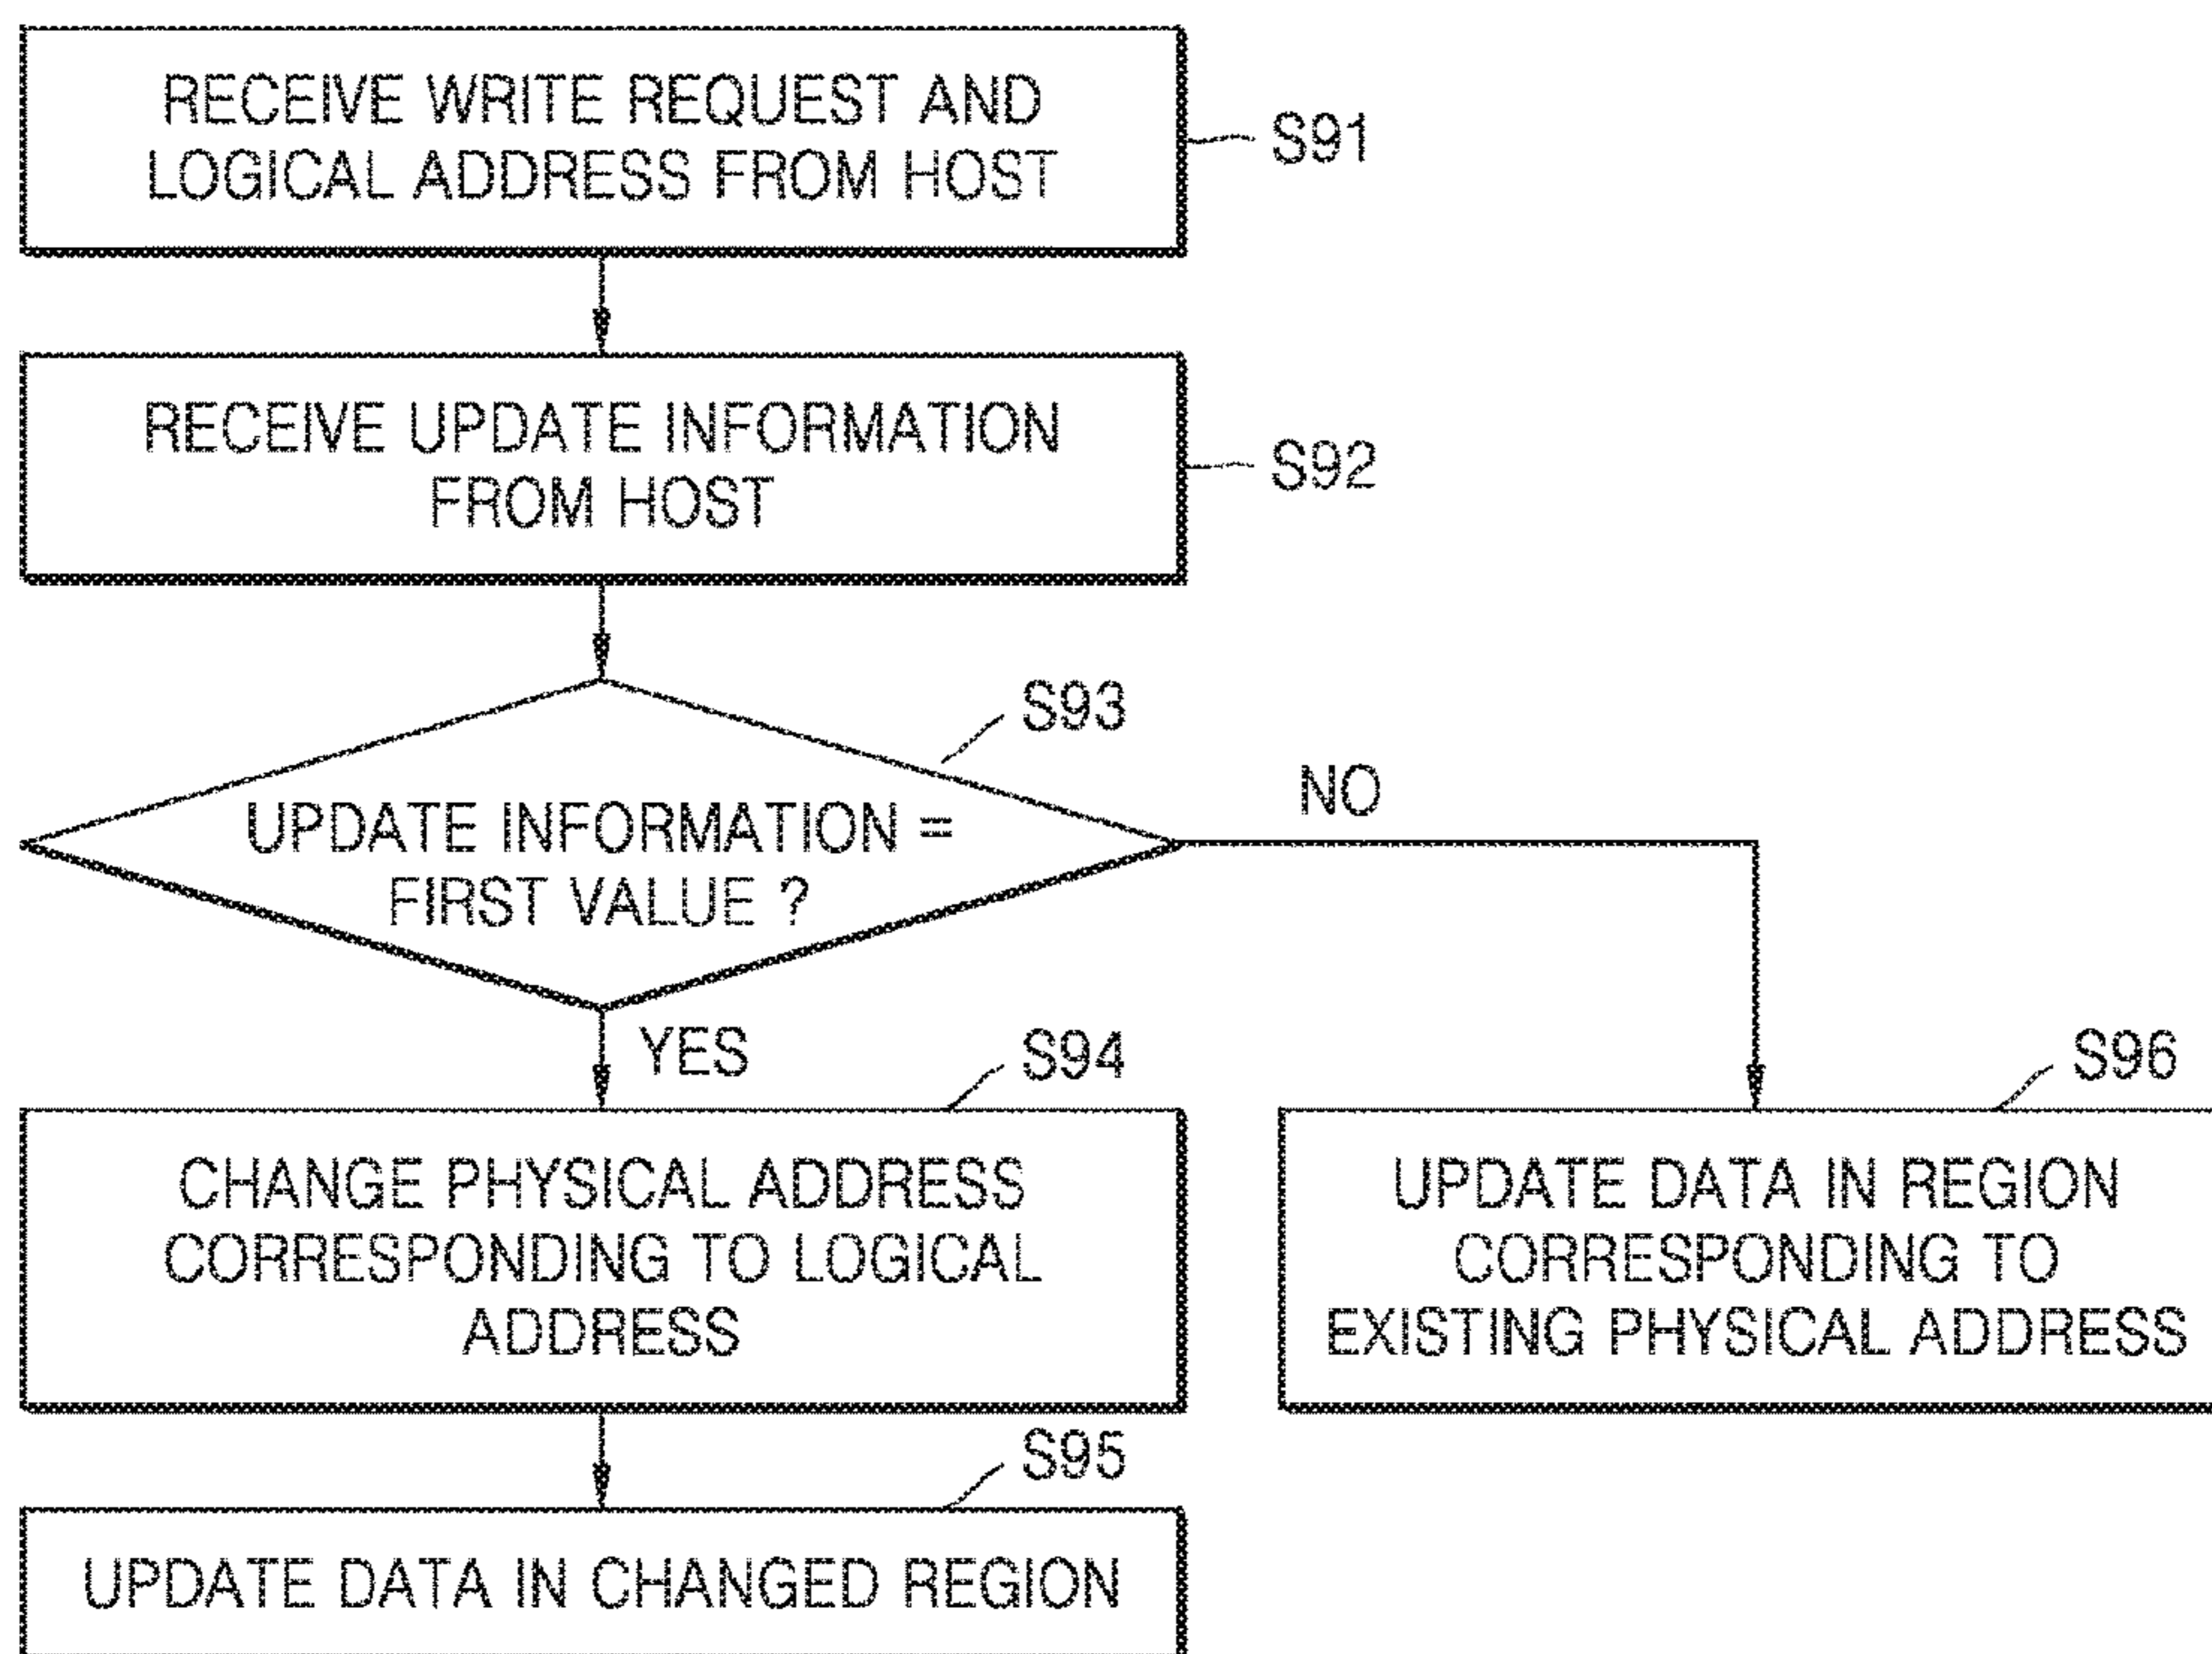 RECEIVE WRITE REQUEST AND
LOGICAL ADDRESS FROM HOST
S91
RECEIVE UPDATE INFORMATION
FROM HOST
S92
S93
UPDATE INFORMATION =
FIRST VALUE ?
NO
YES
S94
CHANGE PHYSICAL ADDRESS
CORRESPONDING TO LOGICAL
ADDRESS
S96
UPDATE DATA IN REGION
CORRESPONDING TO
EXISTING PHYSICAL ADDRESS
S95
UPDATE DATA IN CHANGED REGION